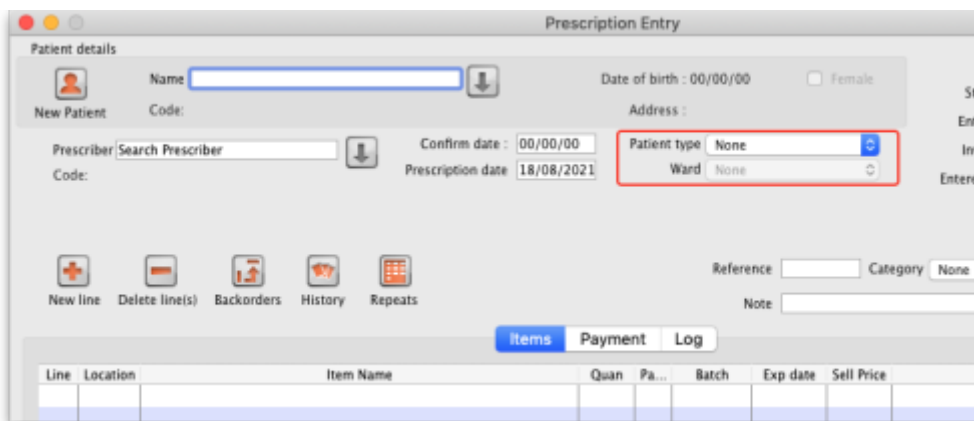 Prescription Entry
Patient details
Name
Date of birth : 00/00/00
Female
New Patient
Code:
Address :
Prescriber Search Prescriber
Confirm date : 00/00/00
Patient type None
Code:
Prescription date 18/08/2021
Ward None
Reference
Category None
New line
Delete line(s)
Backorders
History
Repeats
Note
Items
Payment
Log
Line
Location
Item Name
Quan
Pa...
Batch
Exp date
Sell Price